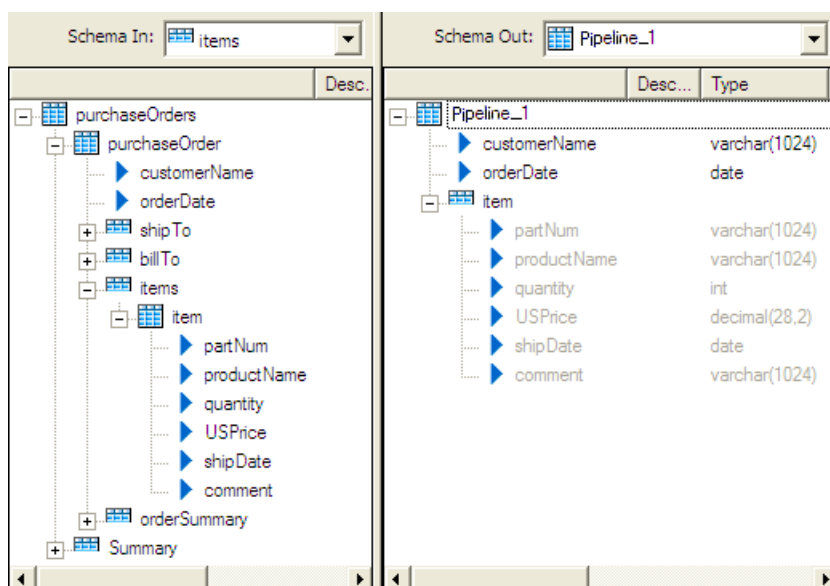 Schema In: items
Desc.
purchaseOrders
purchaseOrder
customerName
orderDate
shipTo
billTo
items
item
partNum
productName
quantity
USPrice
shipDate
comment
orderSummary
Summary
Schema Out: Pipeline_1
Desc... Type
Pipeline_1
customerName varchar(1024)
orderDate date
item
partNum varchar(1024)
productName varchar(1024)
quantity int
USPrice decimal(28,2)
shipDate date
comment varchar(1024)